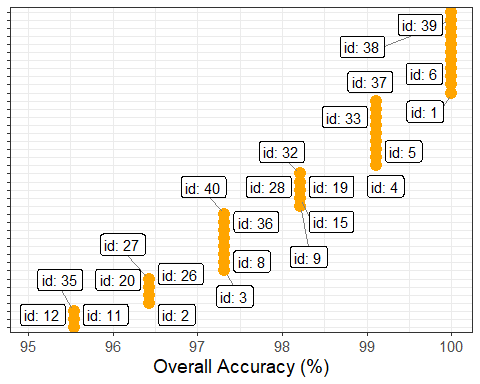 id: 39
id: 38
id: 6
id: 37
id: 1
id: 33
id: 32
id: 5
id: 40
id: 28
id: 19
id: 4
id: 36
id: 15
id: 27
id: 9
id: 8
id: 35
id: 20
id: 26
id: 3
id: 12
id: 11
id: 2
95 96 97 98 99 100
Overall Accuracy (%)